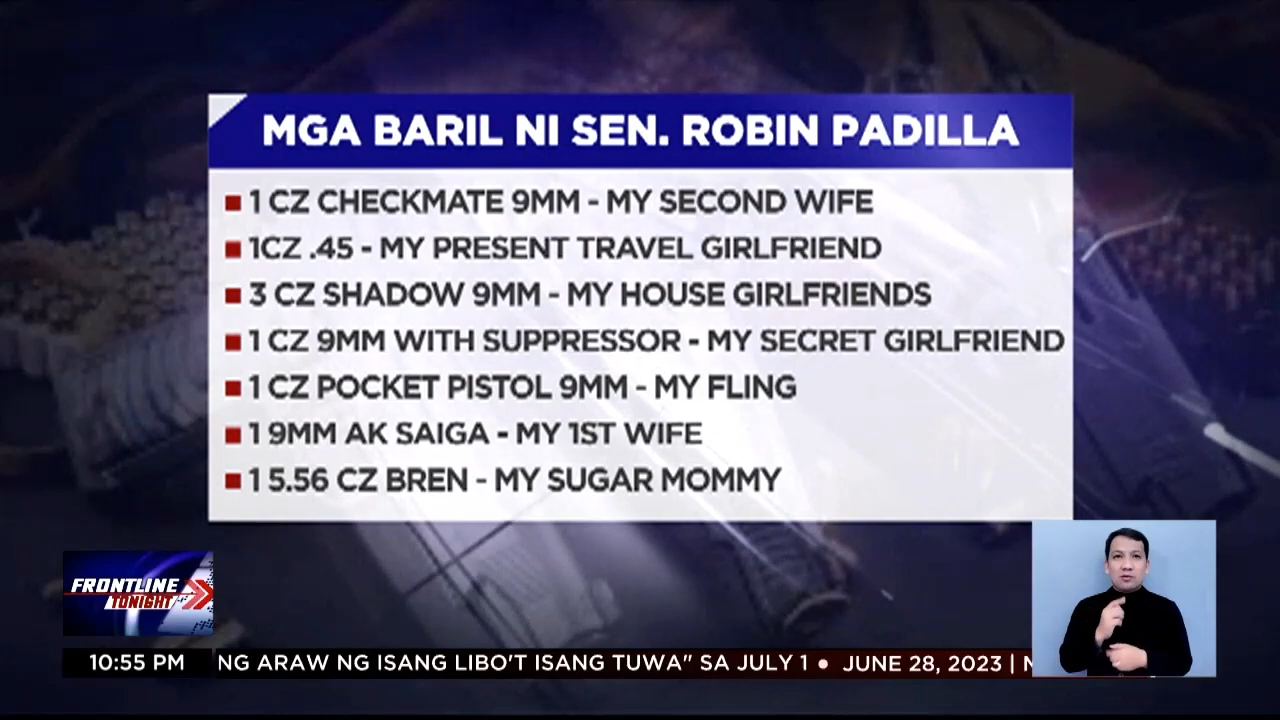 MGA BARIL NI SEN. ROBIN PADILLA
1 CZ CHECKMATE 9MM - MY SECOND WIFE
1CZ .45 - MY PRESENT TRAVEL GIRLFRIEND
3 CZ SHADOW 9MM - MY HOUSE GIRLFRIENDS
1 CZ 9MM WITH SUPPRESSOR - MY SECRET GIRLFRIEND
1 CZ POCKET PISTOL 9MM - MY FLING
1 9MM AK SAIGA - MY 1ST WIFE
1 5.56 CZ BREN - MY SUGAR MOMMY
FRONTLINE
TONIGHT
10:55 PM NG ARAW NG ISANG LIBO'T ISANG TUWA" SA JULY 1 • JUNE 28, 2023 |